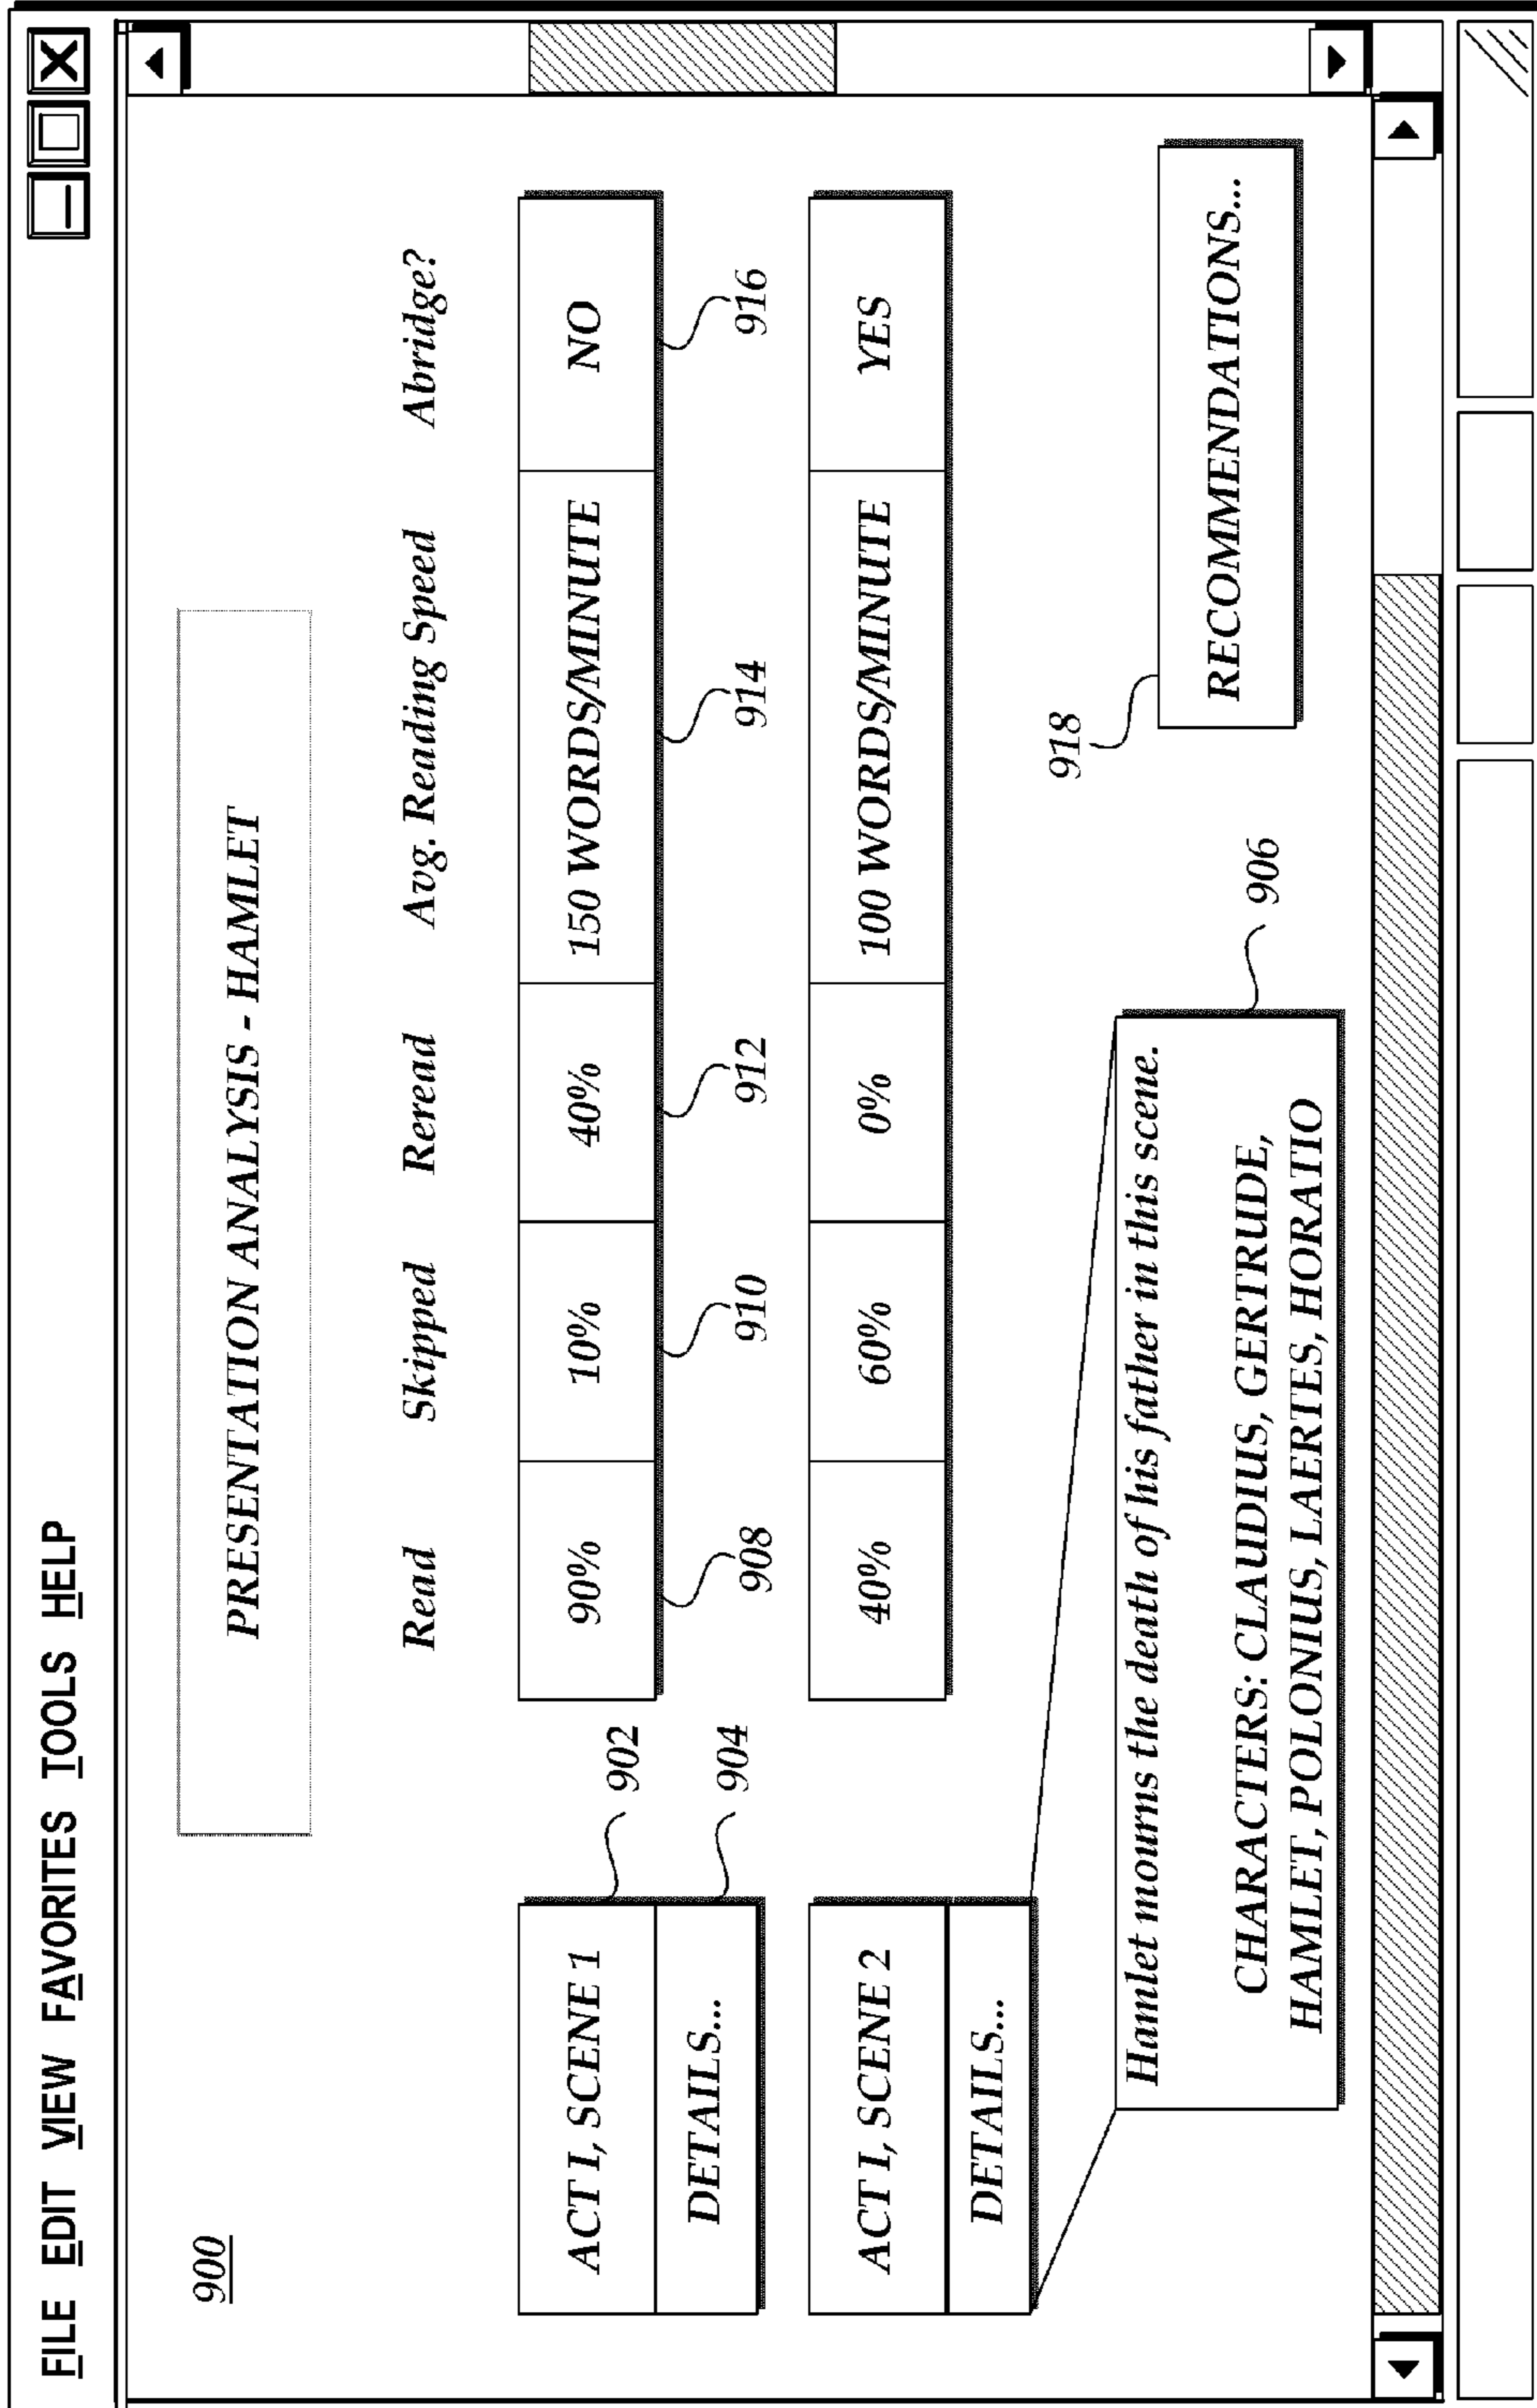 FILE EDIT VIEW FAVORITES TOOLS HELP
900
PRESENTATION ANALYSIS - HAMLET
Read Skipped Reread Avg. Reading Speed Abridge?
ACT I, SCENE 1 90% 10% 40% 150 WORDS/MINUTE NO
902
DETAILS...
904 908 910 912 914 916
ACT I, SCENE 2 40% 60% 0% 100 WORDS/MINUTE YES
DETAILS...
918
Hamlet mourns the death of his father in this scene.
CHARACTERS: CLAUDIUS, GERTRUDE,
HAMLET, POLONIUS, LAERTES, HORATIO
906
RECOMMENDATIONS...